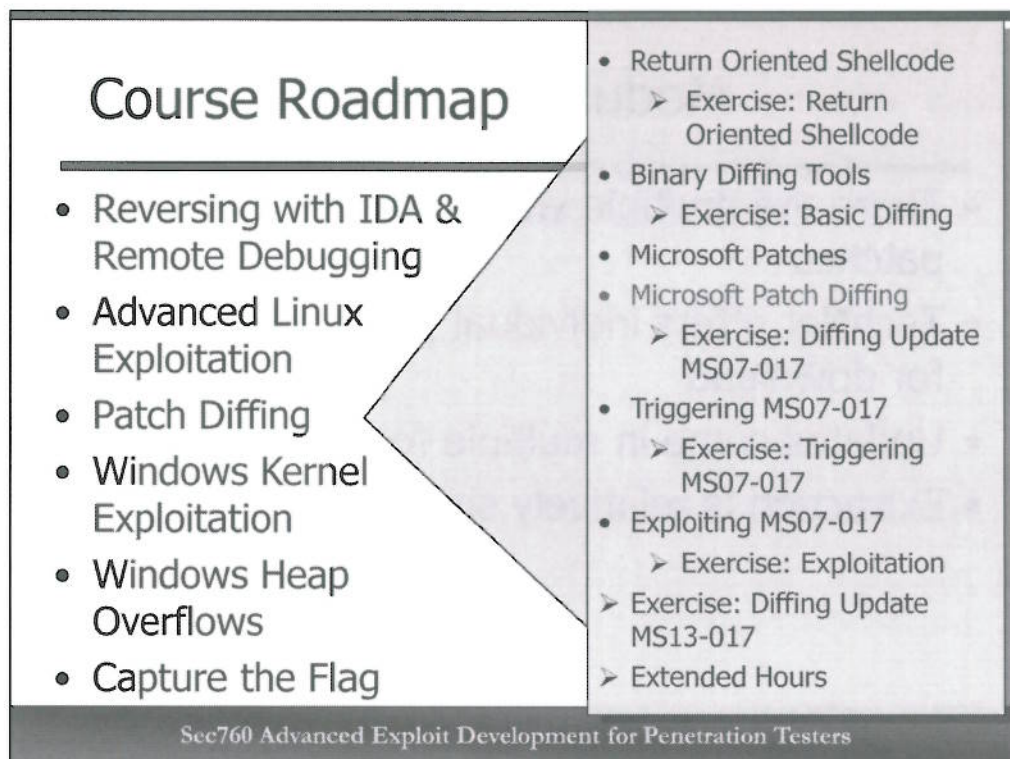 Course Roadmap
• Reversing with IDA &
Remote Debugging
• Advanced Linux
Exploitation
• Patch Diffing
• Windows Kernel
Exploitation
• Windows Heap
Overflows
• Capture the Flag
• Return Oriented Shellcode
➤ Exercise: Return
Oriented Shellcode
• Binary Diffing Tools
➤ Exercise: Basic Diffing
• Microsoft Patches
• Microsoft Patch Diffing
➤ Exercise: Diffing Update
MS07-017
• Triggering MS07-017
➤ Exercise: Triggering
MS07-017
• Exploiting MS07-017
➤ Exercise: Exploitation
➤ Exercise: Diffing Update
MS13-017
➤ Extended Hours
Sec760 Advanced Exploit Development for Penetration Testers